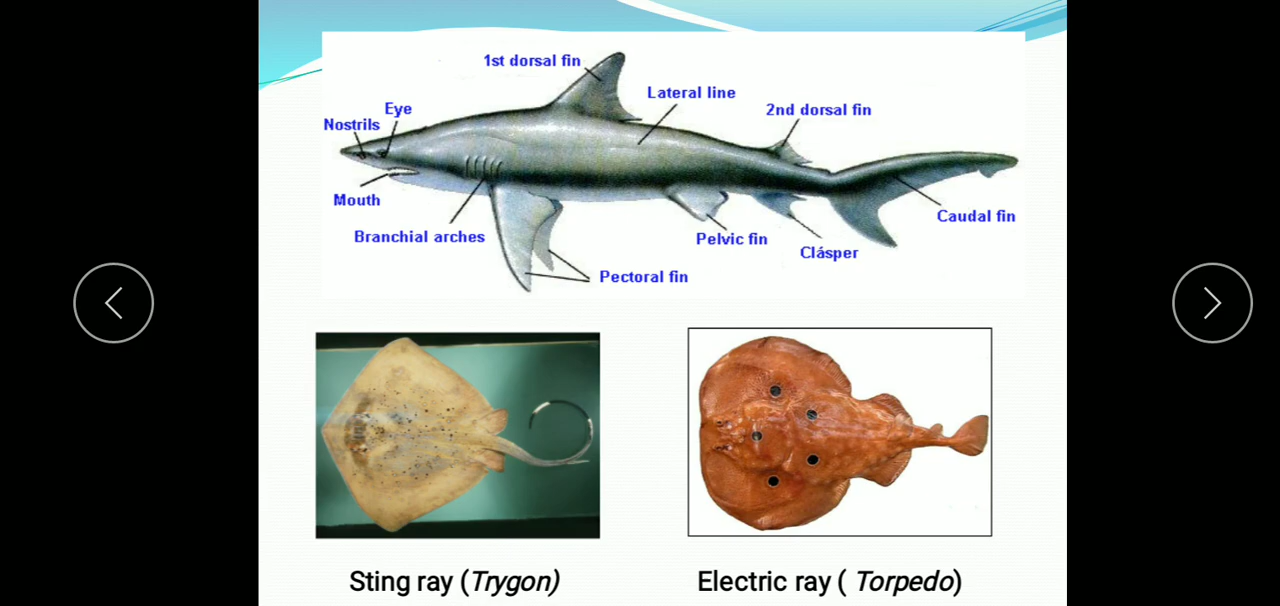 1st dorsal fin
Lateral line
2nd dorsal fin
Eye
Nostrils
Mouth
Branchial arches
Pectoral fin
Pelvic fin
Clásper
Caudal fin
Sting ray (Trygon)
Electric ray ( Torpedo)